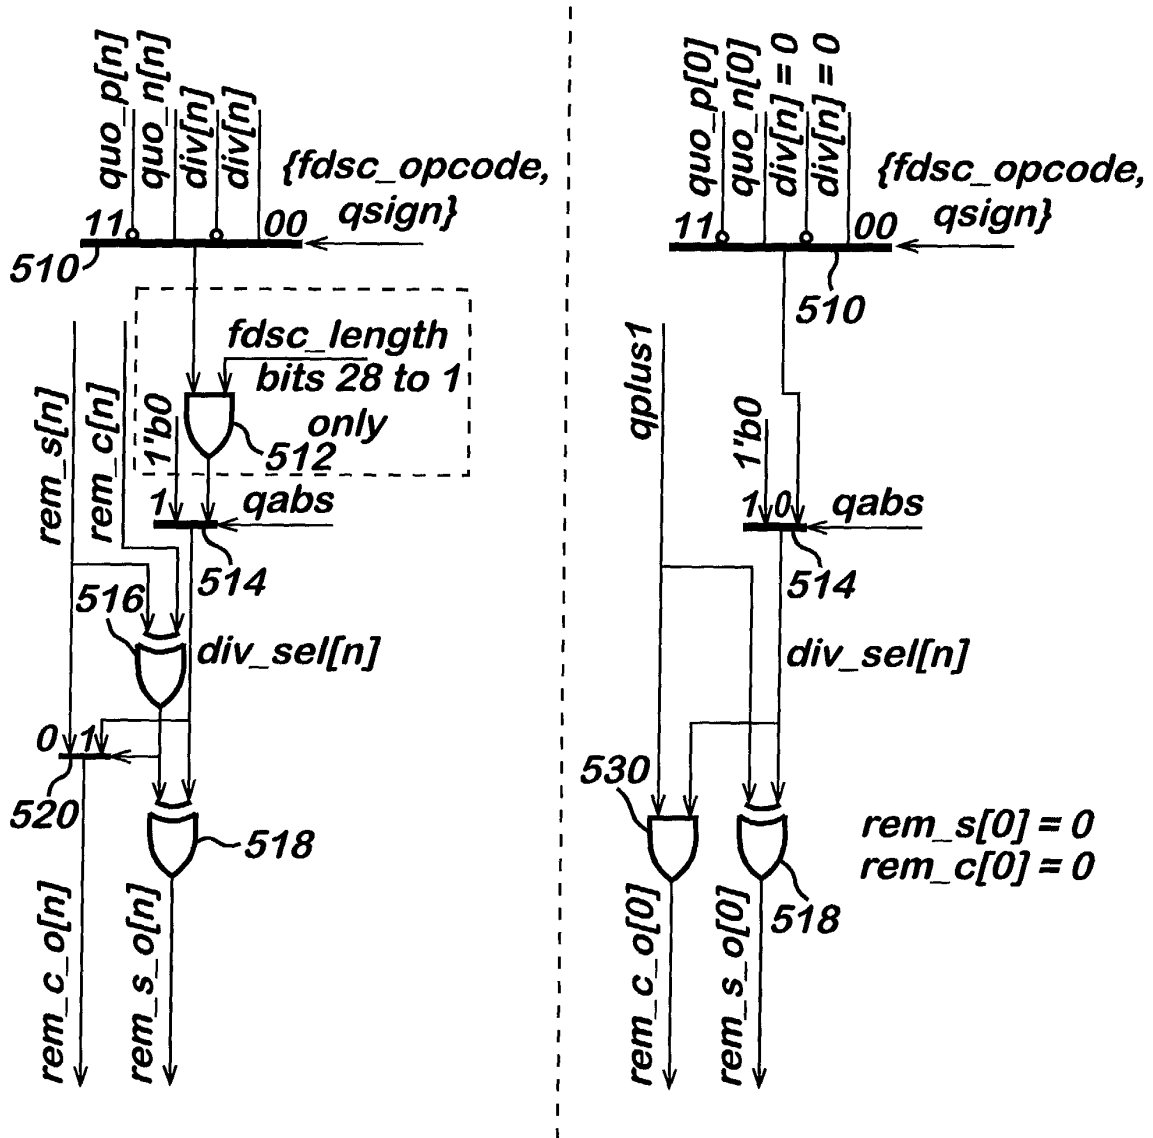 quo_p[n]
quo_n[n]
div[n]
div[n]
{fdsc_opcode,
qsign}
11
00
510
fdsc_length
bits 28 to 1
only
512
1'b0
rem_s[n]
rem_c[n]
1
qabs
514
516
div_sel[n]
0 1
520
518
rem_c_o[n]
rem_s_o[n]
quo_p[0]
quo_n[0]
div[n] = 0
div[n] = 0
{fdsc_opcode,
qsign}
11
00
510
qplus1
1'b0
1 0
qabs
514
div_sel[n]
530
rem_s[0] = 0
rem_c[0] = 0
518
rem_c_o[0]
rem_s_o[0]